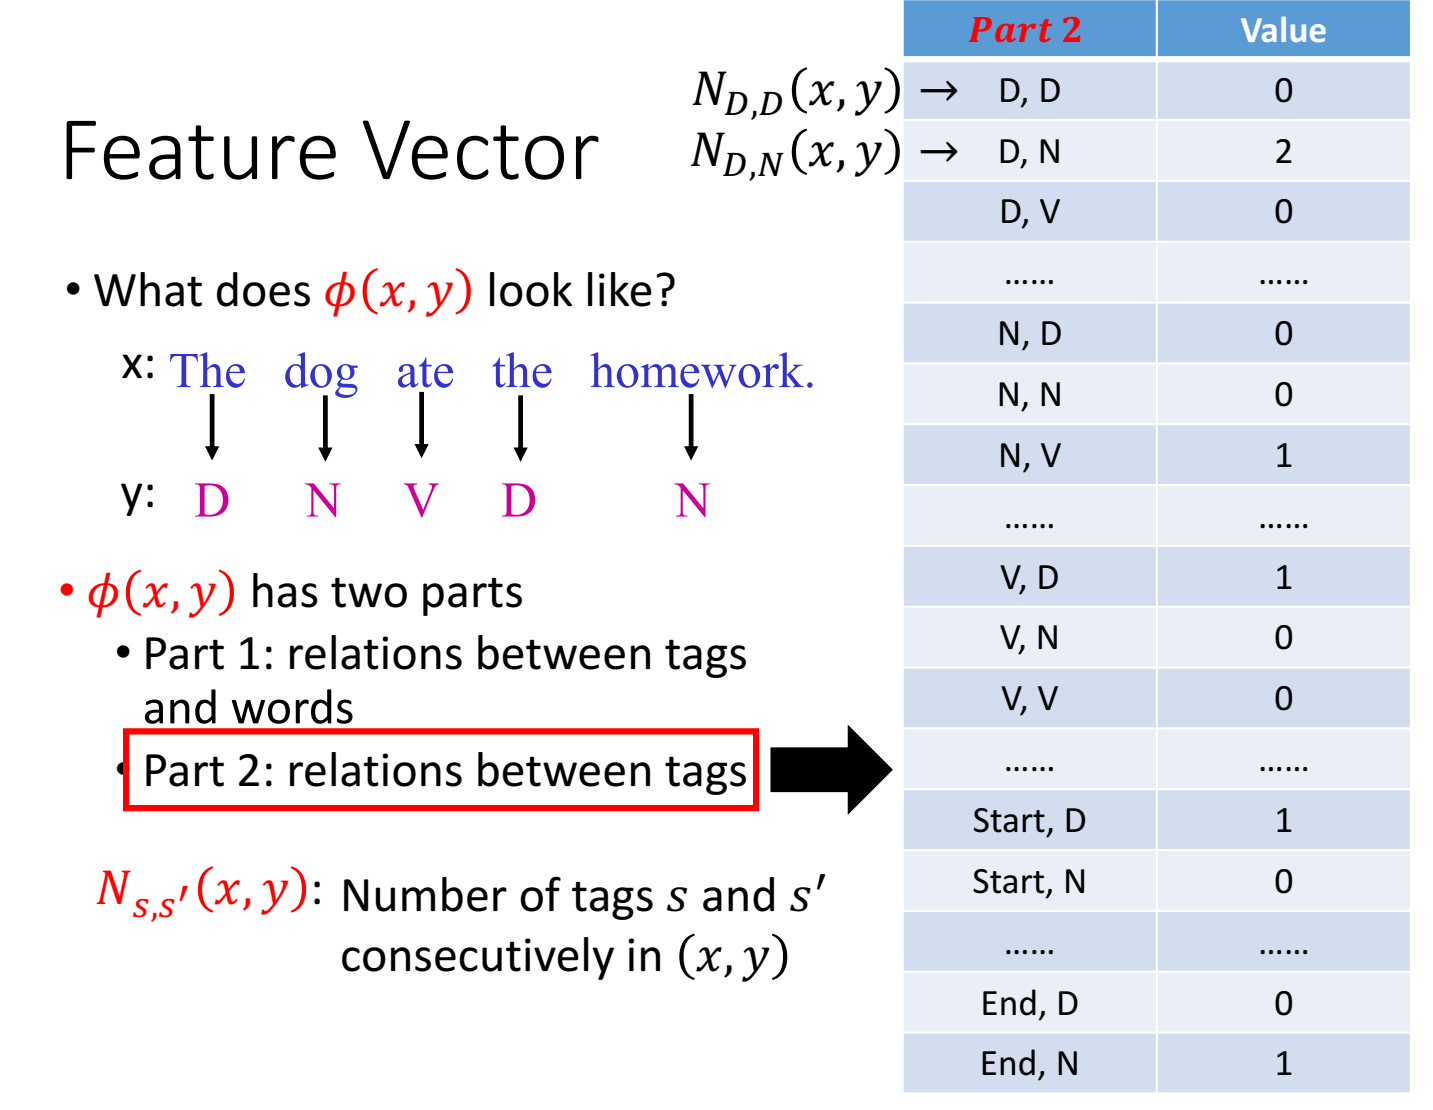 Feature Vector
N_{D,D}(x, y) →
N_{D,N}(x, y) →
• What does ϕ(x, y) look like?
x: The dog ate the homework.
y: D N V D N
• ϕ(x, y) has two parts
• Part 1: relations between tags
and words
• Part 2: relations between tags
N_{s,s′}(x, y): Number of tags s and s′
consecutively in (x, y)
Part 2 Value
D, D 0
D, N 2
D, V 0
...... ......
N, D 0
N, N 0
N, V 1
...... ......
V, D 1
V, N 0
V, V 0
...... ......
Start, D 1
Start, N 0
...... ......
End, D 0
End, N 1